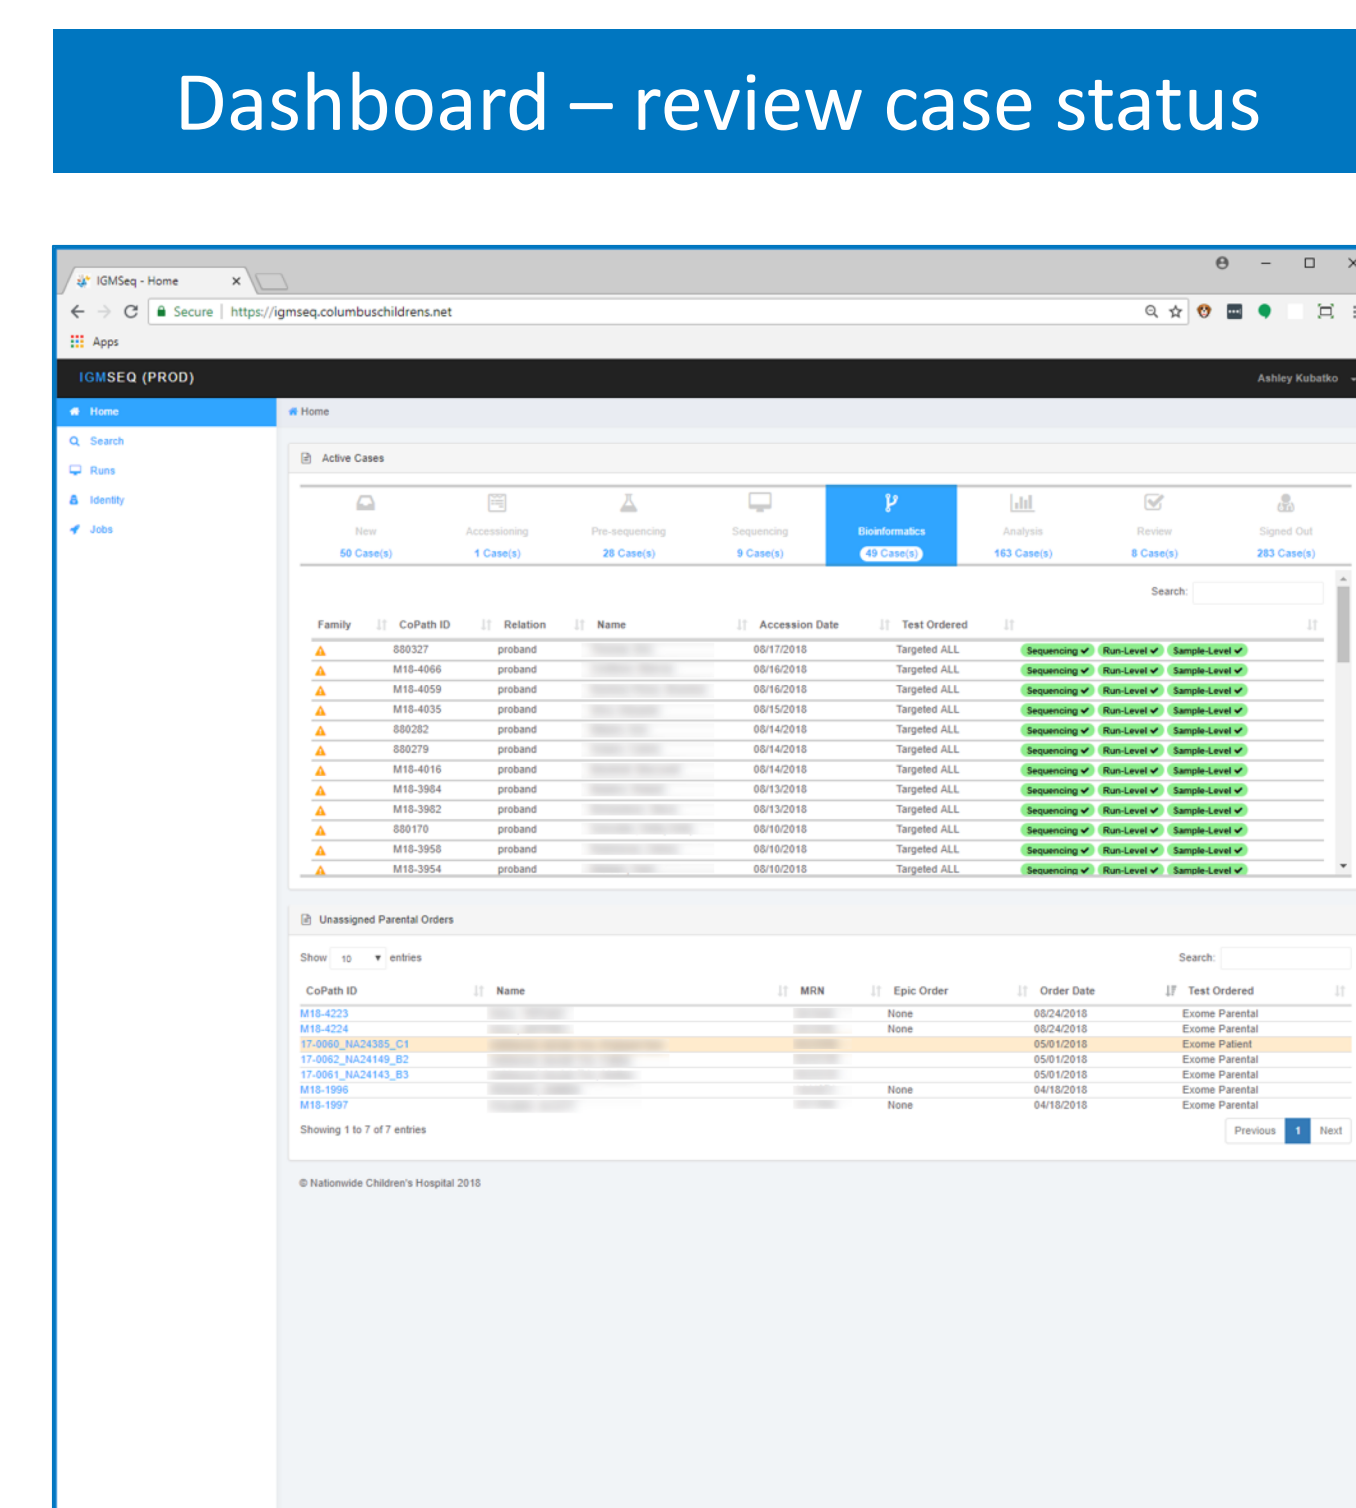 Dashboard – review case status
IGMSeq - Home
Secure | https://igmseq.columbuschildrens.net
Apps
IGMSEQ (PROD) Ashley Kubatko
Home
Search
Runs
Identity
Jobs
Home
Active Cases
New Accessioning Pre-sequencing Sequencing Bioinformatics Analysis Review Signed Out
50 Case(s) 1 Case(s) 28 Case(s) 9 Case(s) 49 Case(s) 163 Case(s) 8 Case(s) 283 Case(s)
Search:
Family CoPath ID Relation Name Accession Date Test Ordered
880327 proband 08/17/2018 Targeted ALL Sequencing ✔ Run-Level ✔ Sample-Level ✔
M18-4066 proband 08/16/2018 Targeted ALL Sequencing ✔ Run-Level ✔ Sample-Level ✔
M18-4059 proband 08/16/2018 Targeted ALL Sequencing ✔ Run-Level ✔ Sample-Level ✔
M18-4035 proband 08/15/2018 Targeted ALL Sequencing ✔ Run-Level ✔ Sample-Level ✔
880282 proband 08/14/2018 Targeted ALL Sequencing ✔ Run-Level ✔ Sample-Level ✔
880279 proband 08/14/2018 Targeted ALL Sequencing ✔ Run-Level ✔ Sample-Level ✔
M18-4016 proband 08/14/2018 Targeted ALL Sequencing ✔ Run-Level ✔ Sample-Level ✔
M18-3984 proband 08/13/2018 Targeted ALL Sequencing ✔ Run-Level ✔ Sample-Level ✔
M18-3982 proband 08/13/2018 Targeted ALL Sequencing ✔ Run-Level ✔ Sample-Level ✔
880170 proband 08/10/2018 Targeted ALL Sequencing ✔ Run-Level ✔ Sample-Level ✔
M18-3958 proband 08/10/2018 Targeted ALL Sequencing ✔ Run-Level ✔ Sample-Level ✔
M18-3954 proband 08/10/2018 Targeted ALL Sequencing ✔ Run-Level ✔ Sample-Level ✔
Unassigned Parental Orders
Show 10 entries Search:
CoPath ID Name MRN Epic Order Order Date Test Ordered
M18-4223 None 08/24/2018 Exome Parental
M18-4224 None 08/24/2018 Exome Parental
17-0060_NA24385_C1 05/01/2018 Exome Patient
17-0062_NA24149_B2 05/01/2018 Exome Parental
17-0061_NA24143_B3 05/01/2018 Exome Parental
M18-1996 None 04/18/2018 Exome Parental
M18-1997 None 04/18/2018 Exome Parental
Showing 1 to 7 of 7 entries Previous 1 Next
© Nationwide Children's Hospital 2018